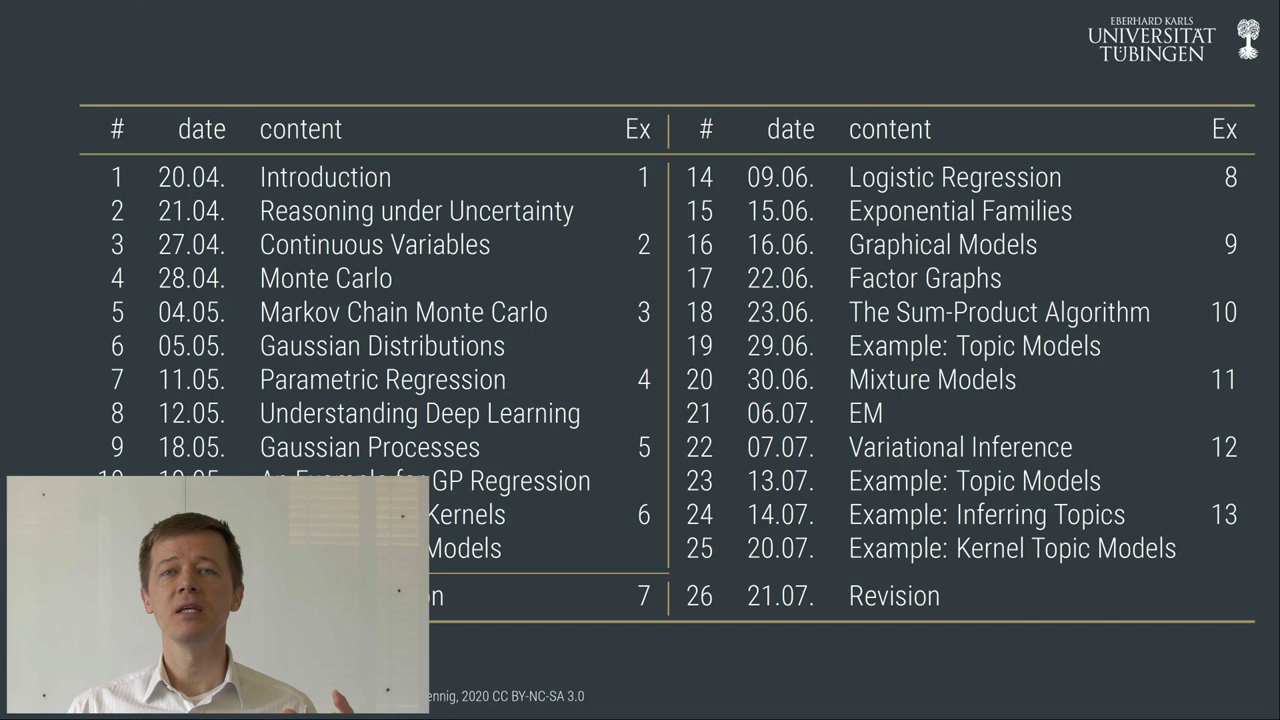 EBERHARD KARLS
UNIVERSITÄT
TÜBINGEN
# date content Ex
1 20.04. Introduction 1
2 21.04. Reasoning under Uncertainty
3 27.04. Continuous Variables 2
4 28.04. Monte Carlo
5 04.05. Markov Chain Monte Carlo 3
6 05.05. Gaussian Distributions
7 11.05. Parametric Regression 4
8 12.05. Understanding Deep Learning
9 18.05. Gaussian Processes 5
10 19.05. An Example for GP Regression
Kernels 6
Models
7
# date content Ex
14 09.06. Logistic Regression 8
15 15.06. Exponential Families
16 16.06. Graphical Models 9
17 22.06. Factor Graphs
18 23.06. The Sum-Product Algorithm 10
19 29.06. Example: Topic Models
20 30.06. Mixture Models 11
21 06.07. EM
22 07.07. Variational Inference 12
23 13.07. Example: Topic Models
24 14.07. Example: Inferring Topics 13
25 20.07. Example: Kernel Topic Models
26 21.07. Revision
ennig, 2020 CC BY-NC-SA 3.0